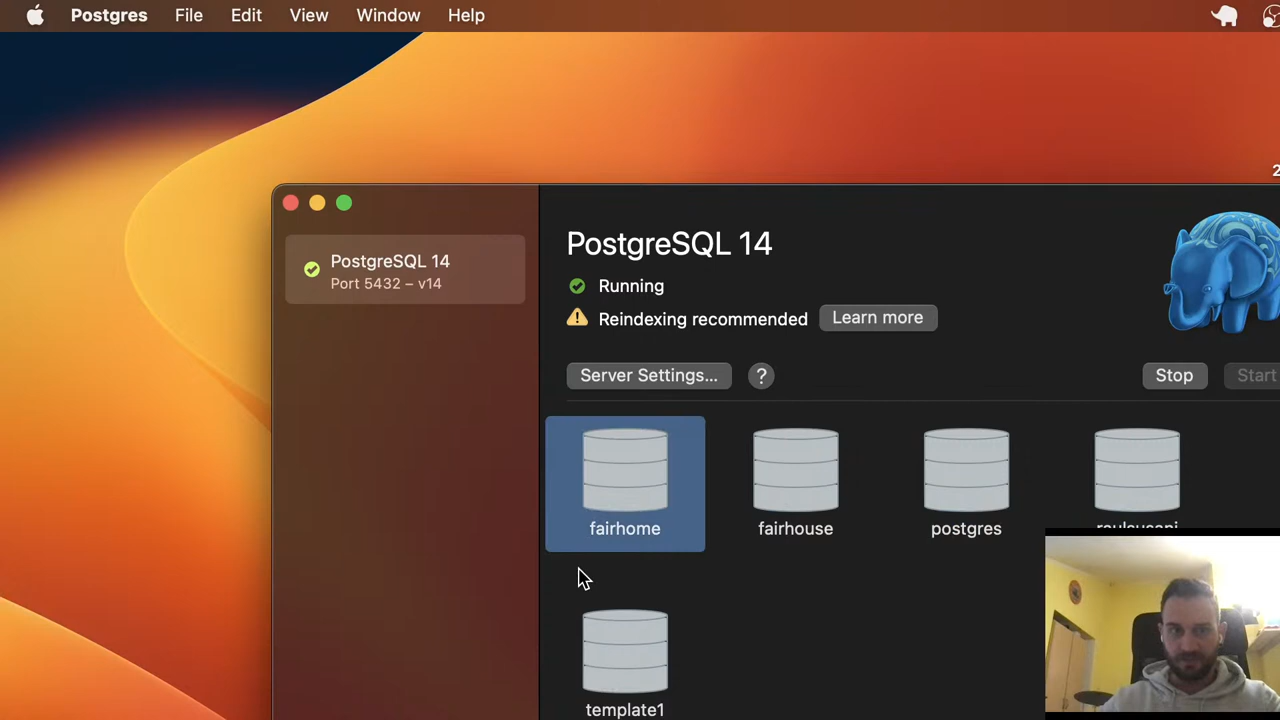 Postgres File Edit View Window Help
2
PostgreSQL 14
Port 5432 – v14
PostgreSQL 14
Running
Reindexing recommended Learn more
Server Settings... ? Stop Start
fairhome fairhouse postgres
template1